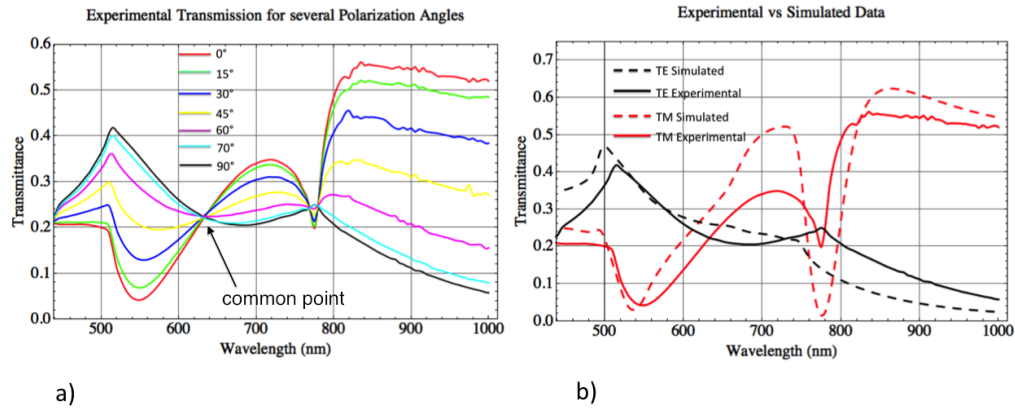 Experimental Transmission for several Polarization Angles
0.6
0.5
0.4
0.3
0.2
0.1
0.0
Transmittance
0°
15°
30°
45°
60°
70°
90°
common point
500 600 700 800 900 1000
Wavelength (nm)
a)
Experimental vs Simulated Data
0.7
0.6
0.5
0.4
0.3
0.2
0.1
0.0
Transmittance
TE Simulated
TE Experimental
TM Simulated
TM Experimental
500 600 700 800 900 1000
Wavelength (nm)
b)